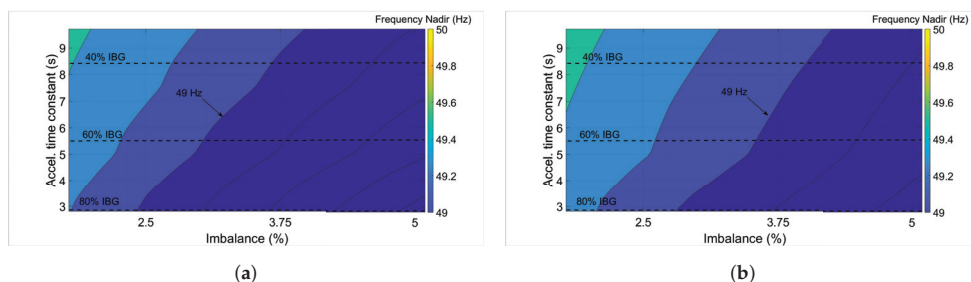 Frequency Nadir (Hz)
9
8
7
6
5
4
3
Accel. time constant (s)
40% IBG
60% IBG
80% IBG
49 Hz
2.5
3.75
5
Imbalance (%)
50
49.8
49.6
49.4
49.2
49
(a)
Frequency Nadir (Hz)
9
8
7
6
5
4
3
Accel. time constant (s)
40% IBG
60% IBG
80% IBG
49 Hz
2.5
3.75
5
Imbalance (%)
50
49.8
49.6
49.4
49.2
49
(b)